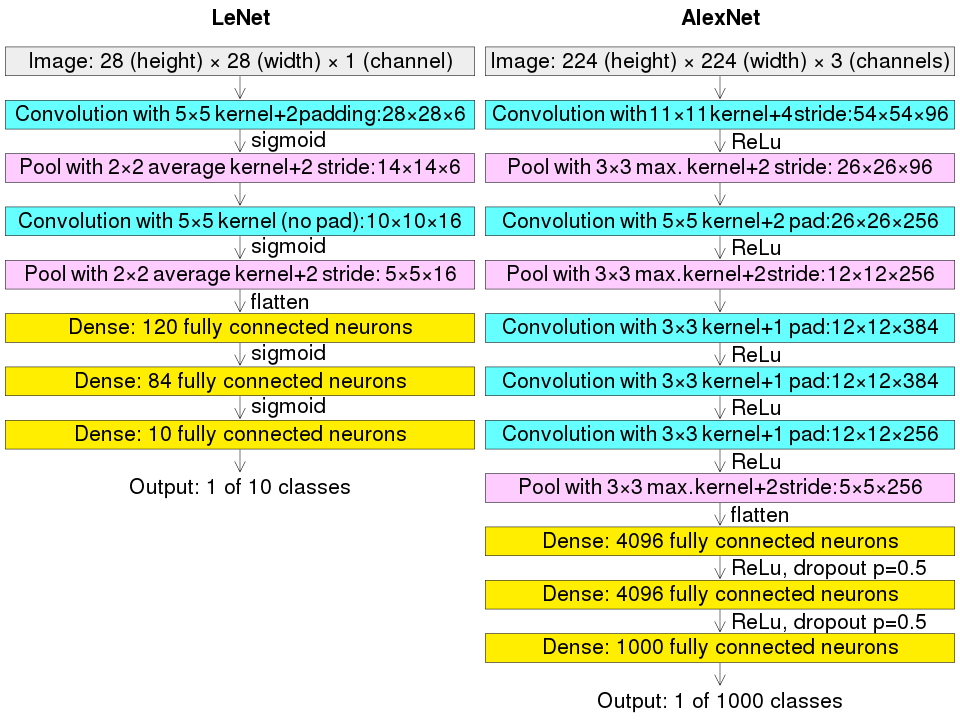 LeNet
Image: 28 (height) × 28 (width) × 1 (channel)
Convolution with 5×5 kernel+2padding:28×28×6
sigmoid
Pool with 2×2 average kernel+2 stride:14×14×6
Convolution with 5×5 kernel (no pad):10×10×16
sigmoid
Pool with 2×2 average kernel+2 stride: 5×5×16
flatten
Dense: 120 fully connected neurons
sigmoid
Dense: 84 fully connected neurons
sigmoid
Dense: 10 fully connected neurons
Output: 1 of 10 classes
AlexNet
Image: 224 (height) × 224 (width) × 3 (channels)
Convolution with 11×11 kernel+4 stride:54×54×96
ReLu
Pool with 3×3 max. kernel+2 stride: 26×26×96
Convolution with 5×5 kernel+2 pad:26×26×256
ReLu
Pool with 3×3 max.kernel+2stride:12×12×256
Convolution with 3×3 kernel+1 pad:12×12×384
ReLu
Convolution with 3×3 kernel+1 pad:12×12×384
ReLu
Convolution with 3×3 kernel+1 pad:12×12×256
ReLu
Pool with 3×3 max.kernel+2stride:5×5×256
flatten
Dense: 4096 fully connected neurons
ReLu, dropout p=0.5
Dense: 4096 fully connected neurons
ReLu, dropout p=0.5
Dense: 1000 fully connected neurons
Output: 1 of 1000 classes